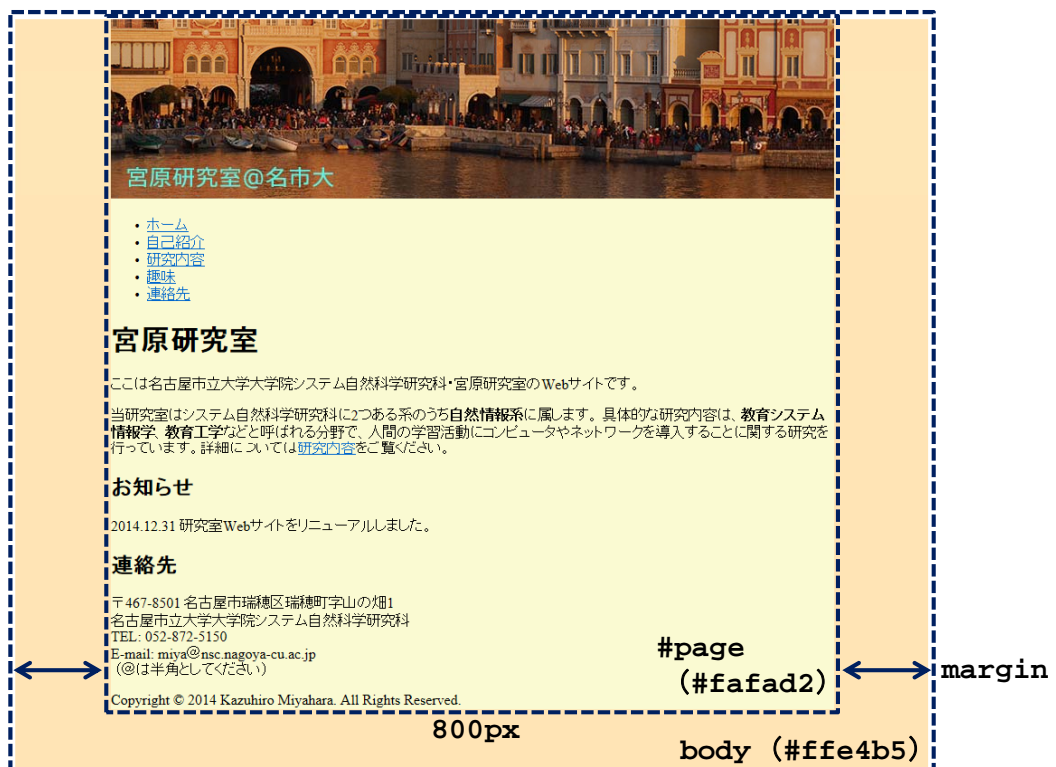 宮原研究室@名市大
• ホーム
• 自己紹介
• 研究内容
• 趣味
• 連絡先
宮原研究室
ここは名古屋市立大学大学院システム自然科学研究科・宮原研究室のWebサイトです。
当研究室はシステム自然科学研究科に2つある系のうち自然情報系に属します。具体的な研究内容は、教育システム
情報学、教育工学などと呼ばれる分野で、人間の学習活動にコンピュータやネットワークを導入することに関する研究を
行っています。詳細については研究内容をご覧ください。
お知らせ
2014.12.31 研究室Webサイトをリニューアルしました。
連絡先
〒467-8501 名古屋市瑞穂区瑞穂町字山の畑1
名古屋市立大学大学院システム自然科学研究科
TEL: 052-872-5150
E-mail: miya＠nsc.nagoya-cu.ac.jp
（＠は半角としてください）
Copyright © 2014 Kazuhiro Miyahara. All Rights Reserved.
#page
（#fafad2）
margin
800px
body （#ffe4b5）